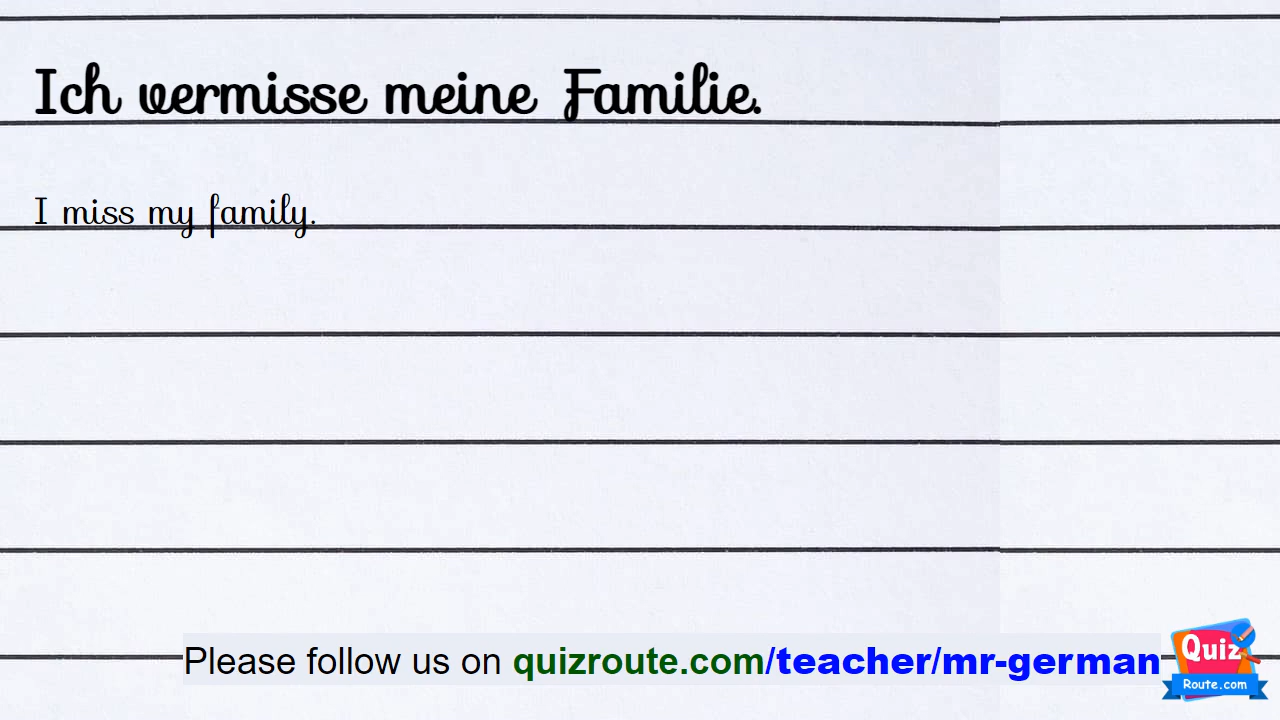 Ich vermisse meine Familie.
I miss my family.
Please follow us on quizroute.com/teacher/mr-german
Quiz
Route.com